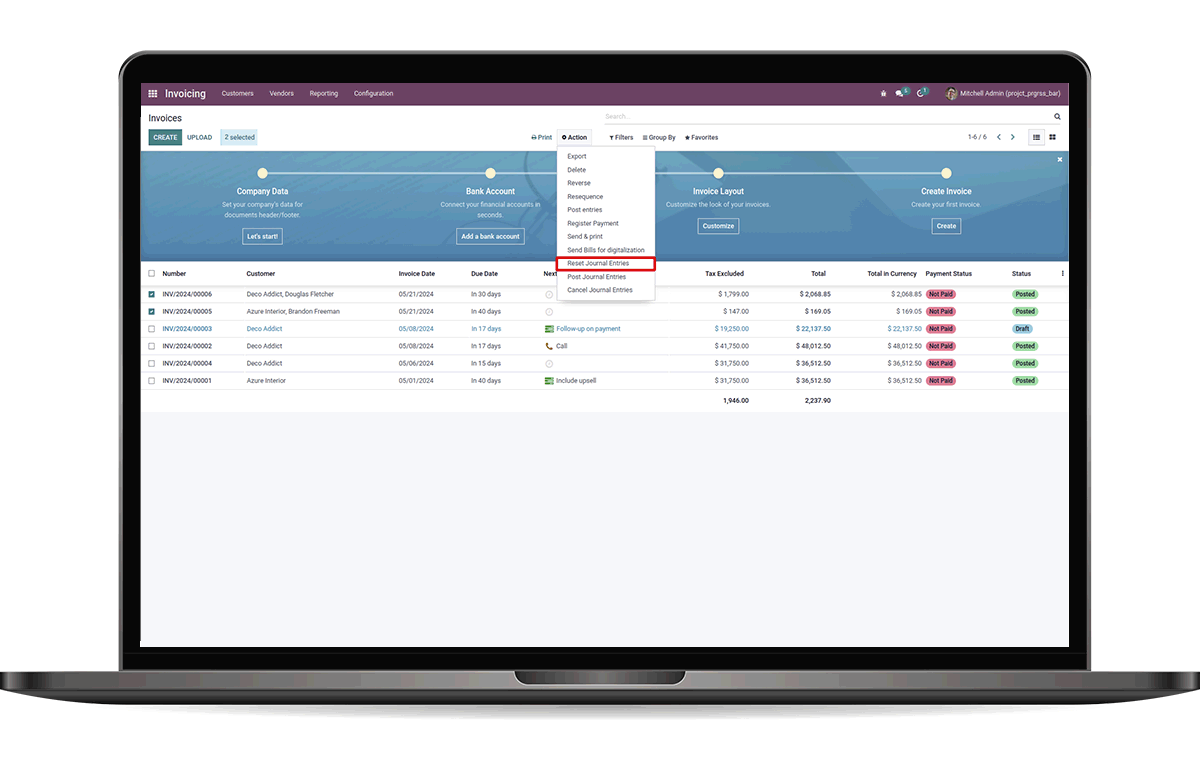 Invoicing Customers Vendors Reporting Configuration 5 1 Mitchell Admin (projct_prgrss_bar)
Invoices Search...
CREATE UPLOAD 2 selected Print Action Filters Group By Favorites 1-6 / 6
Export
Delete
Reverse
Resequence
Post entries
Register Payment
Send & print
Send Bills for digitalization
Reset Journal Entries
Post Journal Entries
Cancel Journal Entries
Company Data
Set your company's data for
documents header/footer.
Let's start!
Bank Account
Connect your financial accounts in
seconds.
Add a bank account
Invoice Layout
Customize the look of your invoices.
Customize
Create Invoice
Create your first invoice.
Create
Number Customer Invoice Date Due Date Next Tax Excluded Total Total in Currency Payment Status Status
INV/2024/00006 Deco Addict, Douglas Fletcher 05/21/2024 In 30 days $ 1,799.00 $ 2,068.85 $ 2,068.85 Not Paid Posted
INV/2024/00005 Azure Interior, Brandon Freeman 05/21/2024 In 40 days $ 147.00 $ 169.05 $ 169.05 Not Paid Posted
INV/2024/00003 Deco Addict 05/08/2024 In 17 days Follow-up on payment $ 19,250.00 $ 22,137.50 $ 22,137.50 Not Paid Draft
INV/2024/00002 Deco Addict 05/08/2024 In 17 days Call $ 41,750.00 $ 48,012.50 $ 48,012.50 Not Paid Posted
INV/2024/00004 Deco Addict 05/06/2024 In 15 days $ 31,750.00 $ 36,512.50 $ 36,512.50 Not Paid Posted
INV/2024/00001 Azure Interior 05/01/2024 In 40 days Include upsell $ 31,750.00 $ 36,512.50 $ 36,512.50 Not Paid Posted
1,946.00 2,237.90